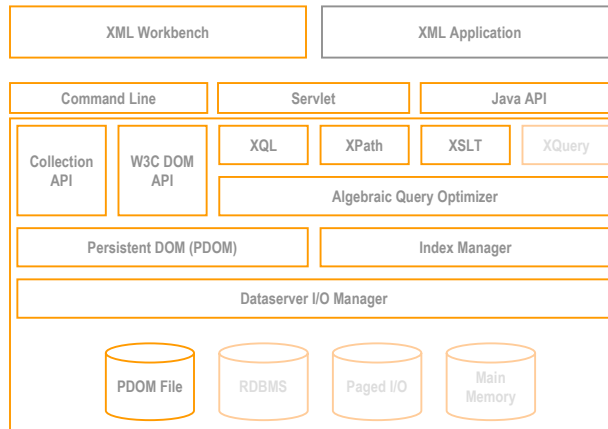 XML Workbench
XML Application
Command Line
Servlet
Java API
Collection
API
W3C DOM
API
XQL
XPath
XSLT
XQuery
Algebraic Query Optimizer
Persistent DOM (PDOM)
Index Manager
Dataserver I/O Manager
PDOM File
RDBMS
Paged I/O
Main
Memory